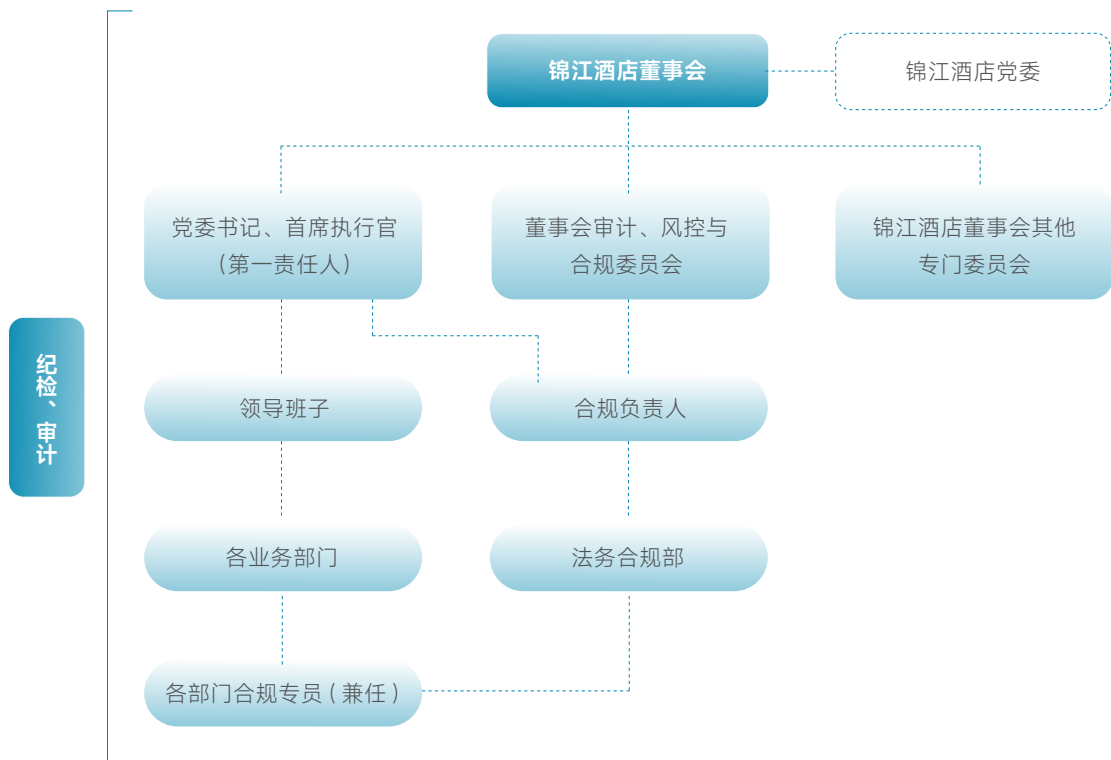 锦江酒店董事会
锦江酒店党委
党委书记、首席执行官
（第一责任人）
董事会审计、风控与
合规委员会
锦江酒店董事会其他
专门委员会
纪检、审计
领导班子
合规负责人
各业务部门
法务合规部
各部门合规专员（兼任）